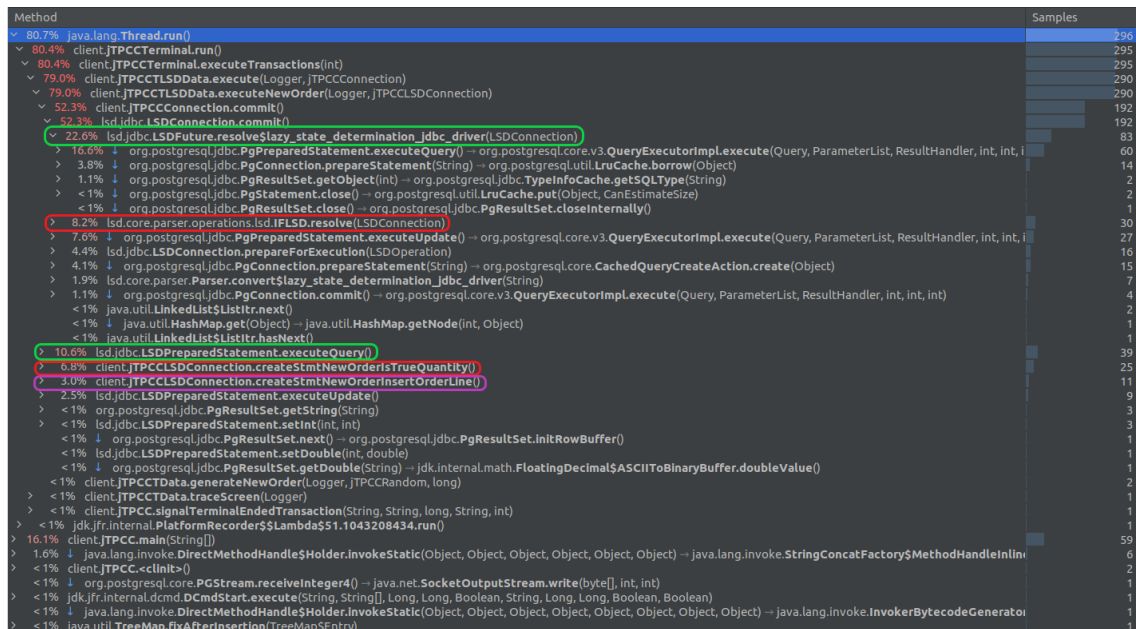 Method Samples
80.7% java.lang.Thread.run() 296
80.4% client.jTPCCTerminal.run() 295
80.4% client.jTPCCTerminal.executeTransactions(int) 295
79.0% client.jTPCCTLSDData.execute(Logger, jTPCCConnection) 290
79.0% client.jTPCCTLSDData.executeNewOrder(Logger, jTPCCLSDConnection) 290
52.3% client.jTPCCConnection.commit() 192
52.3% lsd.jdbc.LSDConnection.commit() 192
22.6% lsd.jdbc.LSDFuture.resolve$lazy_state_determination_jdbc_driver(LSDConnection) 83
16.6% ↓ org.postgresql.jdbc.PgPreparedStatement.executeQuery() → org.postgresql.core.v3.QueryExecutorImpl.execute(Query, ParameterList, ResultHandler, int, int, i 60
3.8% ↓ org.postgresql.jdbc.PgConnection.prepareStatement(String) → org.postgresql.util.LruCache.borrow(Object) 14
1.1% ↓ org.postgresql.jdbc.PgResultSet.getObject(int) → org.postgresql.jdbc.TypeInfoCache.getSQLType(String) 2
<1% ↓ org.postgresql.jdbc.PgStatement.close() → org.postgresql.util.LruCache.put(Object, CanEstimateSize) 2
<1% ↓ org.postgresql.jdbc.PgResultSet.close() → org.postgresql.jdbc.PgResultSet.closeInternally() 1
8.2% lsd.core.parser.operations.lsd.IFLSD.resolve(LSDConnection) 30
7.6% ↓ org.postgresql.jdbc.PgPreparedStatement.executeUpdate() → org.postgresql.core.v3.QueryExecutorImpl.execute(Query, ParameterList, ResultHandler, int, int, i 27
4.4% lsd.jdbc.LSDConnection.prepareForExecution(LSDOperation) 16
4.1% ↓ org.postgresql.jdbc.PgConnection.prepareStatement(String) → org.postgresql.core.CachedQueryCreateAction.create(Object) 15
1.9% lsd.core.parser.Parser.convert$lazy_state_determination_jdbc_driver(String) 7
1.1% ↓ org.postgresql.jdbc.PgConnection.commit() → org.postgresql.core.v3.QueryExecutorImpl.execute(Query, ParameterList, ResultHandler, int, int, int) 4
<1% java.util.LinkedList$ListItr.next() 2
<1% ↓ java.util.HashMap.get(Object) → java.util.HashMap.getNode(int, Object) 1
<1% java.util.LinkedList$ListItr.hasNext() 1
10.6% lsd.jdbc.LSDPreparedStatement.executeQuery() 39
6.8% client.jTPCCLSDConnection.createStmtNewOrderIsTrueQuantity() 25
3.0% client.jTPCCLSDConnection.createStmtNewOrderInsertOrderLine() 11
2.5% lsd.jdbc.LSDPreparedStatement.executeUpdate() 9
<1% org.postgresql.jdbc.PgResultSet.getString(String) 3
<1% lsd.jdbc.LSDPreparedStatement.setInt(int, int) 3
<1% ↓ org.postgresql.jdbc.PgResultSet.next() → org.postgresql.jdbc.PgResultSet.initRowBuffer() 1
<1% lsd.jdbc.LSDPreparedStatement.setDouble(int, double) 1
<1% ↓ org.postgresql.jdbc.PgResultSet.getDouble(String) → jdk.internal.math.FloatingDecimal$ASCIIToBinaryBuffer.doubleValue() 1
<1% client.jTPCCTData.generateNewOrder(Logger, jTPCCRandom, long) 2
<1% client.jTPCCTData.traceScreen(Logger) 1
<1% client.jTPCC.signalTerminalEndedTransaction(String, String, long, String, int) 1
<1% jdk.jfr.internal.PlatformRecorder$$Lambda$51.1043208434.run() 1
16.1% client.jTPCC.main(String[]) 59
1.6% ↓ java.lang.invoke.DirectMethodHandle$Holder.invokeStatic(Object, Object, Object, Object, Object, Object) → java.lang.invoke.StringConcatFactory$MethodHandleInlin 6
<1% client.jTPCC.<clinit>() 2
<1% ↓ org.postgresql.core.PGStream.receiveInteger4() → java.net.SocketOutputStream.write(byte[], int, int) 1
<1% jdk.jfr.internal.dcmd.DCmdStart.execute(String, String[], Long, Long, Boolean, String, Long, Long, Boolean, Boolean) 1
<1% ↓ java.lang.invoke.DirectMethodHandle$Holder.invokeStatic(Object, Object, Object, Object, Object, Object, Object) → java.lang.invoke.InvokerBytecodeGenerator 1
<1% java.util.TreeMap.fixAfterInsertion(TreeMap$Entry) 1